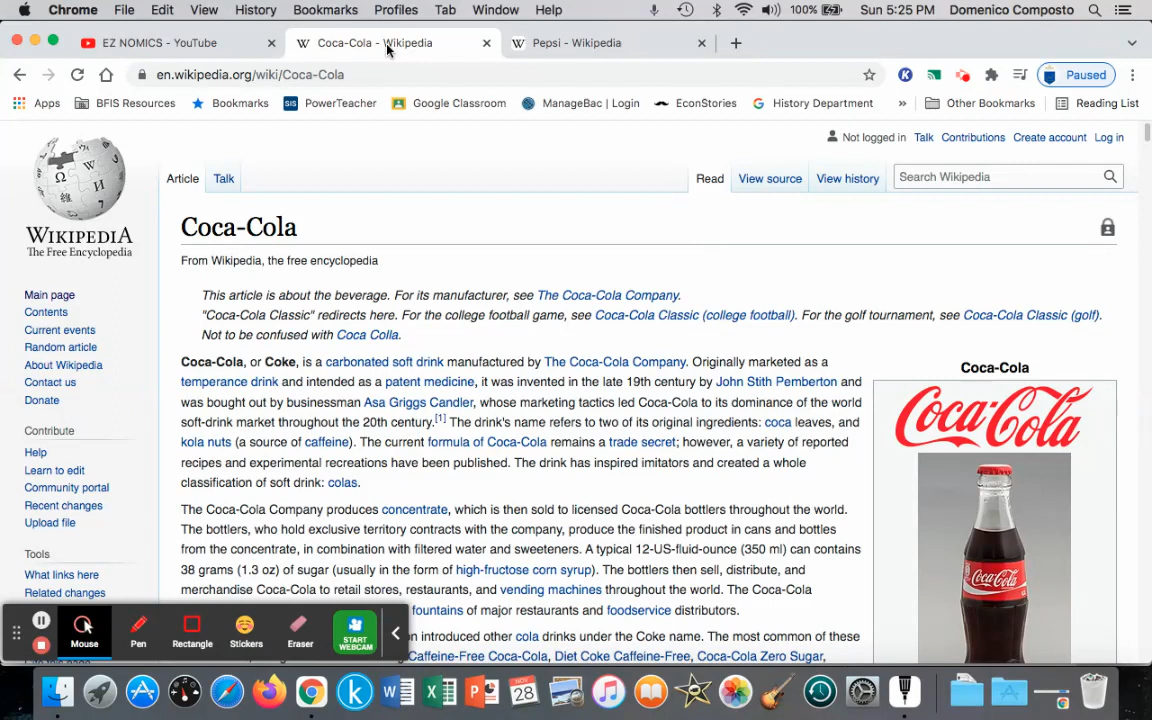 Chrome File Edit View History Bookmarks Profiles Tab Window Help 100% Sun 5:25 PM Domenico Composto
EZ NOMICS - YouTube Coca-Cola - Wikipedia Pepsi - Wikipedia
en.wikipedia.org/wiki/Coca-Cola Paused
Apps BFIS Resources Bookmarks SIS PowerTeacher Google Classroom ManageBac | Login EconStories History Department » Other Bookmarks Reading List
Not logged in Talk Contributions Create account Log in
Article Talk Read View source View history Search Wikipedia
WIKIPEDIA
The Free Encyclopedia
Main page
Contents
Current events
Random article
About Wikipedia
Contact us
Donate
Contribute
Help
Learn to edit
Community portal
Recent changes
Upload file
Tools
What links here
Related changes
Coca-Cola
From Wikipedia, the free encyclopedia
This article is about the beverage. For its manufacturer, see The Coca-Cola Company.
"Coca-Cola Classic" redirects here. For the college football game, see Coca-Cola Classic (college football). For the golf tournament, see Coca-Cola Classic (golf).
Not to be confused with Coca Colla.
Coca-Cola, or Coke, is a carbonated soft drink manufactured by The Coca-Cola Company. Originally marketed as a
temperance drink and intended as a patent medicine, it was invented in the late 19th century by John Stith Pemberton and
was bought out by businessman Asa Griggs Candler, whose marketing tactics led Coca-Cola to its dominance of the world
soft-drink market throughout the 20th century.[1] The drink's name refers to two of its original ingredients: coca leaves, and
kola nuts (a source of caffeine). The current formula of Coca-Cola remains a trade secret; however, a variety of reported
recipes and experimental recreations have been published. The drink has inspired imitators and created a whole
classification of soft drink: colas.
The Coca-Cola Company produces concentrate, which is then sold to licensed Coca-Cola bottlers throughout the world.
The bottlers, who hold exclusive territory contracts with the company, produce the finished product in cans and bottles
from the concentrate, in combination with filtered water and sweeteners. A typical 12-US-fluid-ounce (350 ml) can contains
38 grams (1.3 oz) of sugar (usually in the form of high-fructose corn syrup). The bottlers then sell, distribute, and
merchandise Coca-Cola to retail stores, restaurants, and vending machines throughout the world. The Coca-Cola
fountains of major restaurants and foodservice distributors.
on introduced other cola drinks under the Coke name. The most common of these
Caffeine-Free Coca-Cola, Diet Coke Caffeine-Free, Coca-Cola Zero Sugar,
Coca-Cola
Coca-Cola
Coca-Cola
Mouse Pen Rectangle Stickers Eraser START WEBCAM
NOV 28